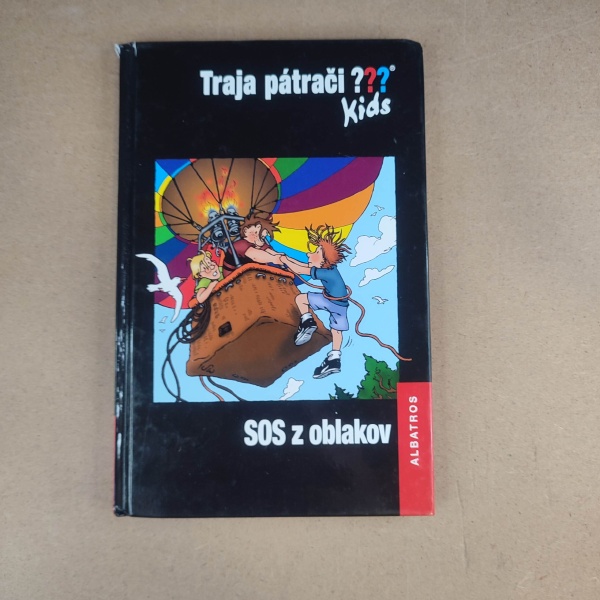 Traja pátrači ???®
Kids
SOS z oblakov
ALBATROS